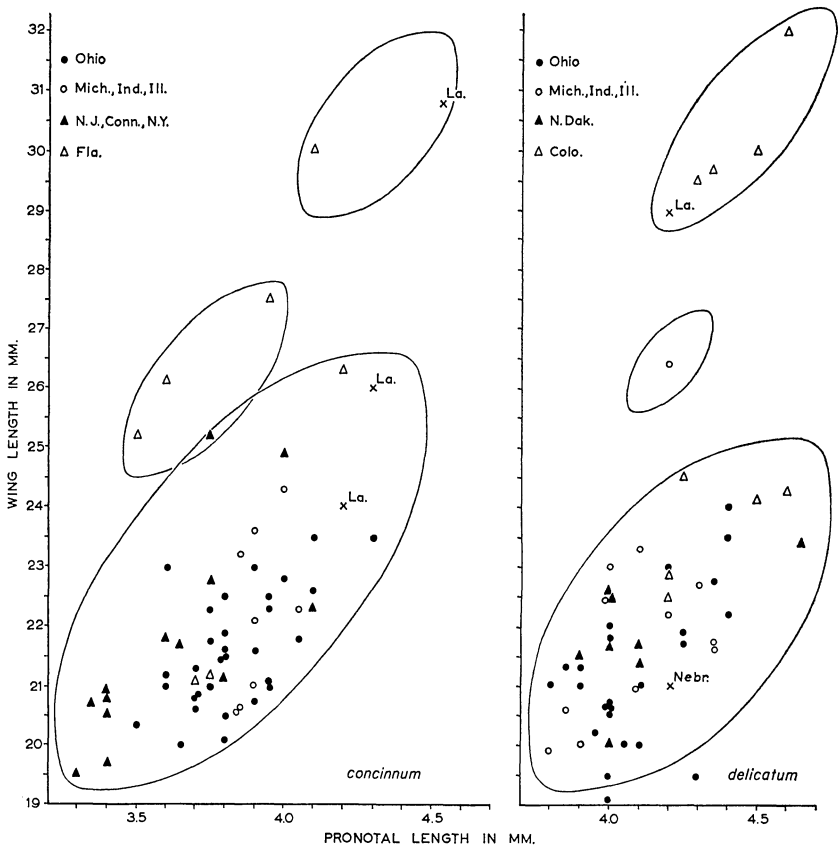 32
31
30
29
28
27
26
25
24
23
22
21
20
19
WING LENGTH IN MM.
Ohio
Mich., Ind., Ill.
N.J., Conn., N.Y.
Fla.
La.
La.
La.
concinnum
3.5 4.0 4.5
Ohio
Mich., Ind., Ill.
N. Dak.
Colo.
La.
Nebr.
delicatum
4.0 4.5
PRONOTAL LENGTH IN MM.